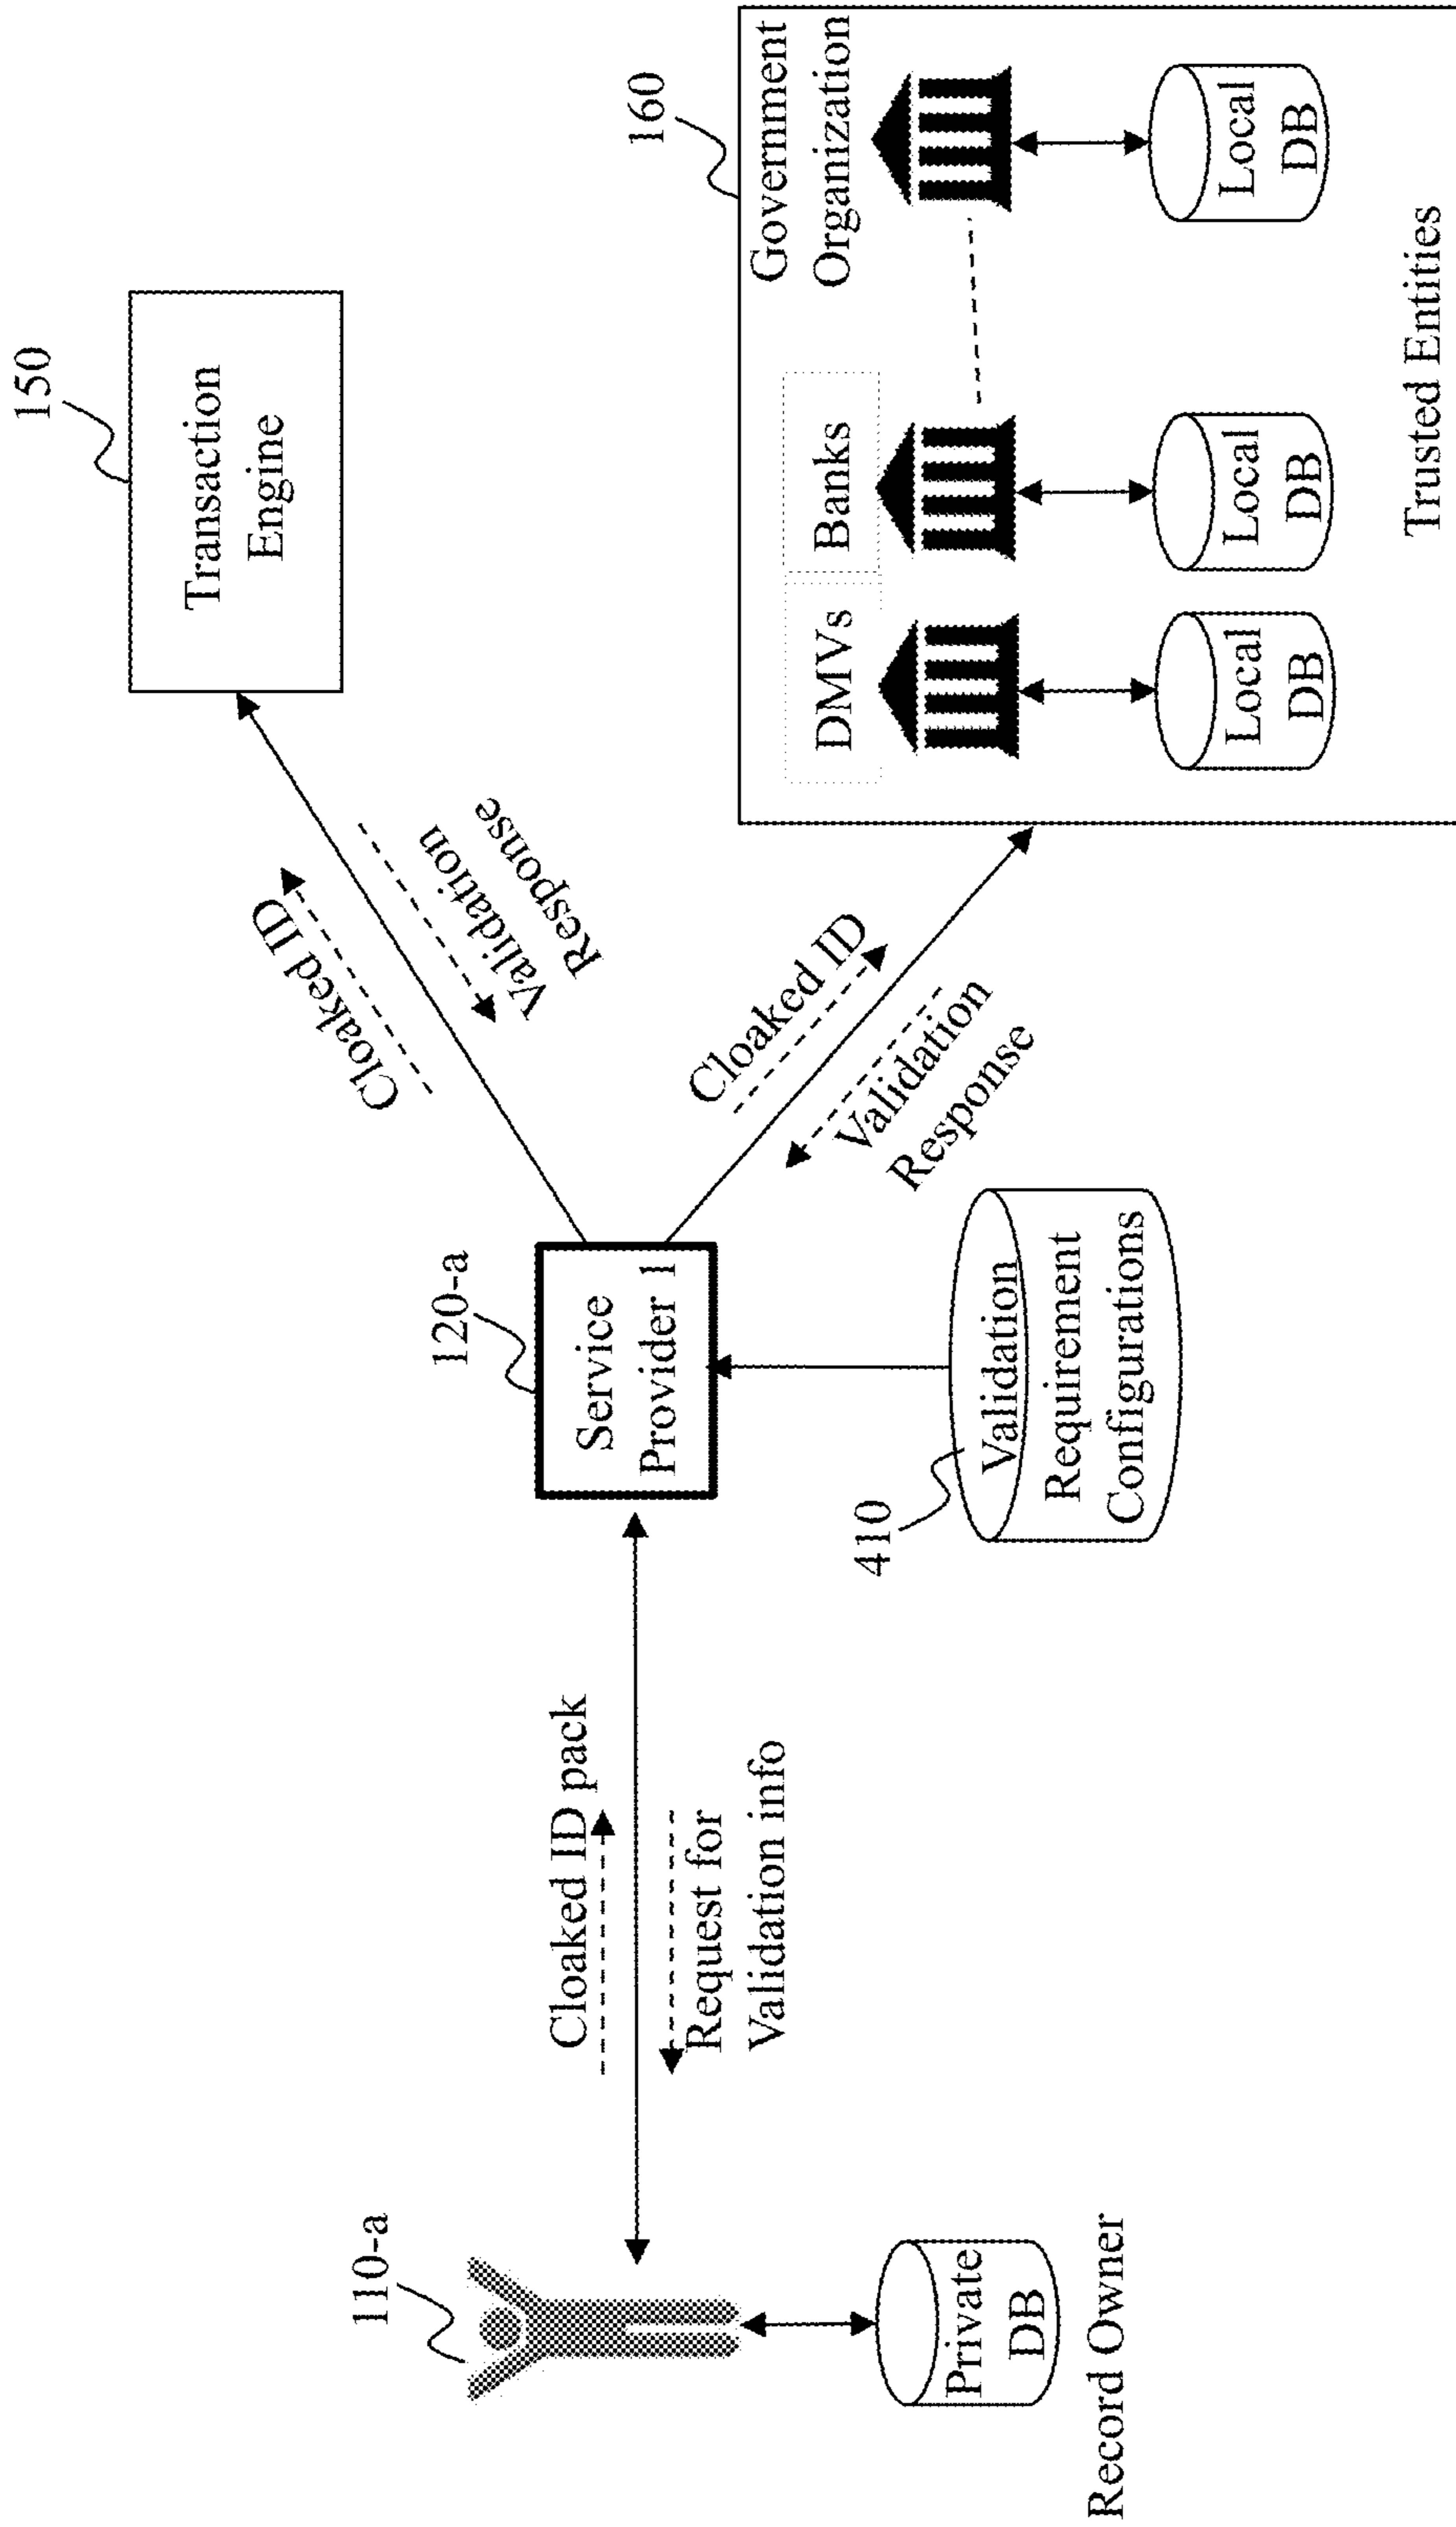 110-a
Private
DB
Record Owner
Cloaked ID pack
Request for
Validation info
120-a
Service
Provider 1
410
Validation
Requirement
Configurations
Cloaked ID
Validation
Response
150
Transaction
Engine
Cloaked ID
Validation
Response
160
DMVs
Banks
Government
Organization
Local
DB
Local
DB
Local
DB
Trusted Entities